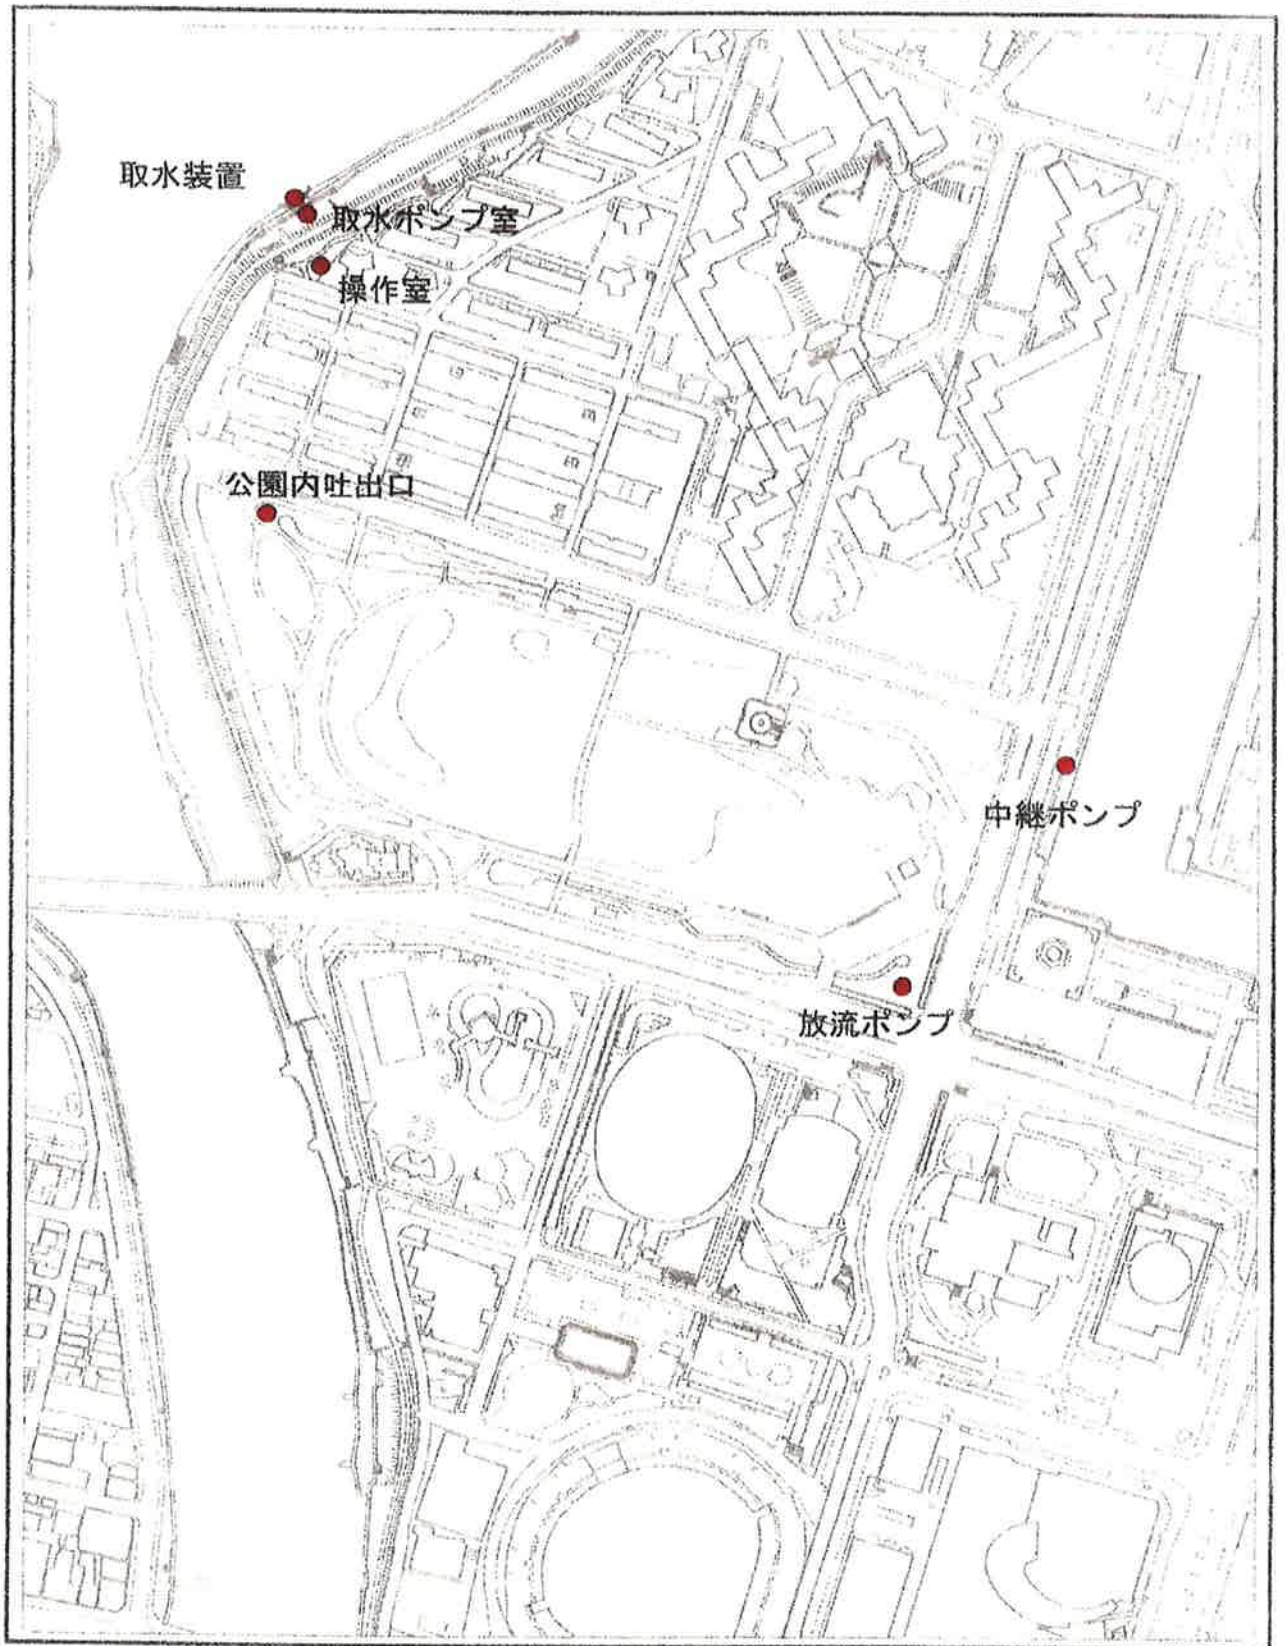 取水装置
取水ポンプ室
操作室
公園内吐出口
中継ポンプ
放流ポンプ